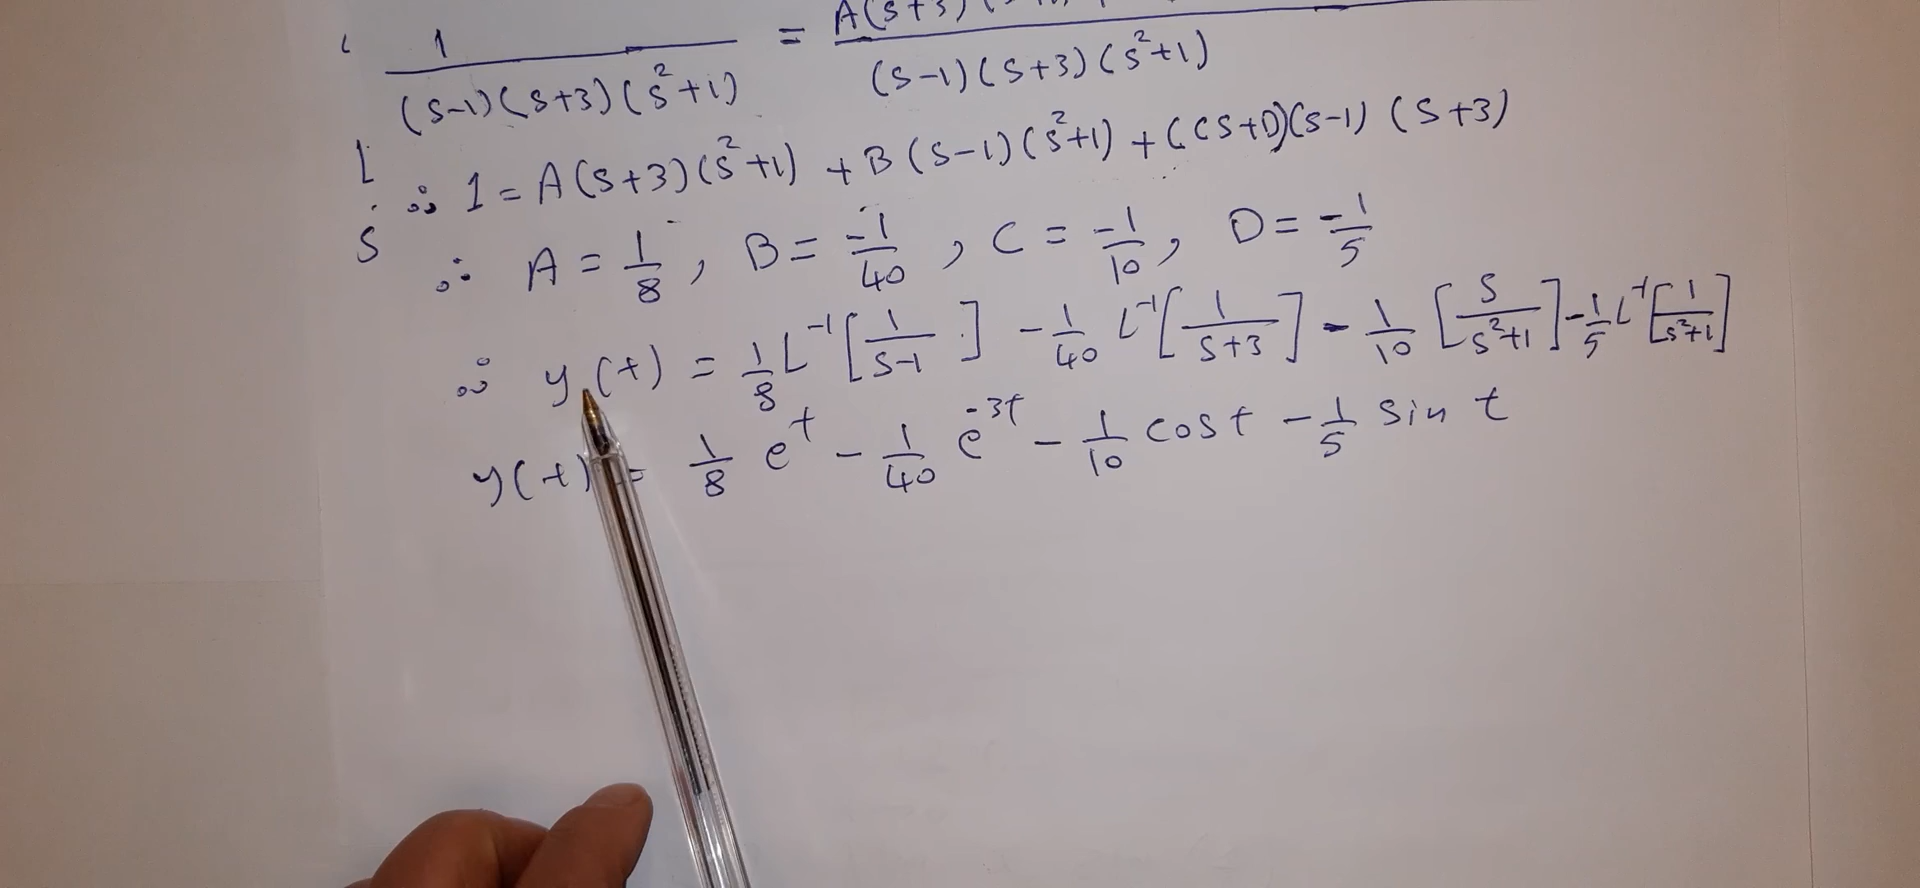 1/((s-1)(s+3)(s²+1)) = A(s+3)/((s-1)(s+3)(s²+1))
∴ 1 = A(s+3)(s²+1) + B(s-1)(s²+1) + (Cs+D)(s-1)(s+3)
∴ A = 1/8, B = -1/40, C = -1/10, D = -1/5
∴ y(t) = 1/8 L⁻¹[1/(s-1)] - 1/40 L⁻¹[1/(s+3)] - 1/10 [s/(s²+1)] - 1/5 L⁻¹[1/(s²+1)]
y(t) = 1/8 eᵗ - 1/40 e⁻³ᵗ - 1/10 cos t - 1/5 sin t